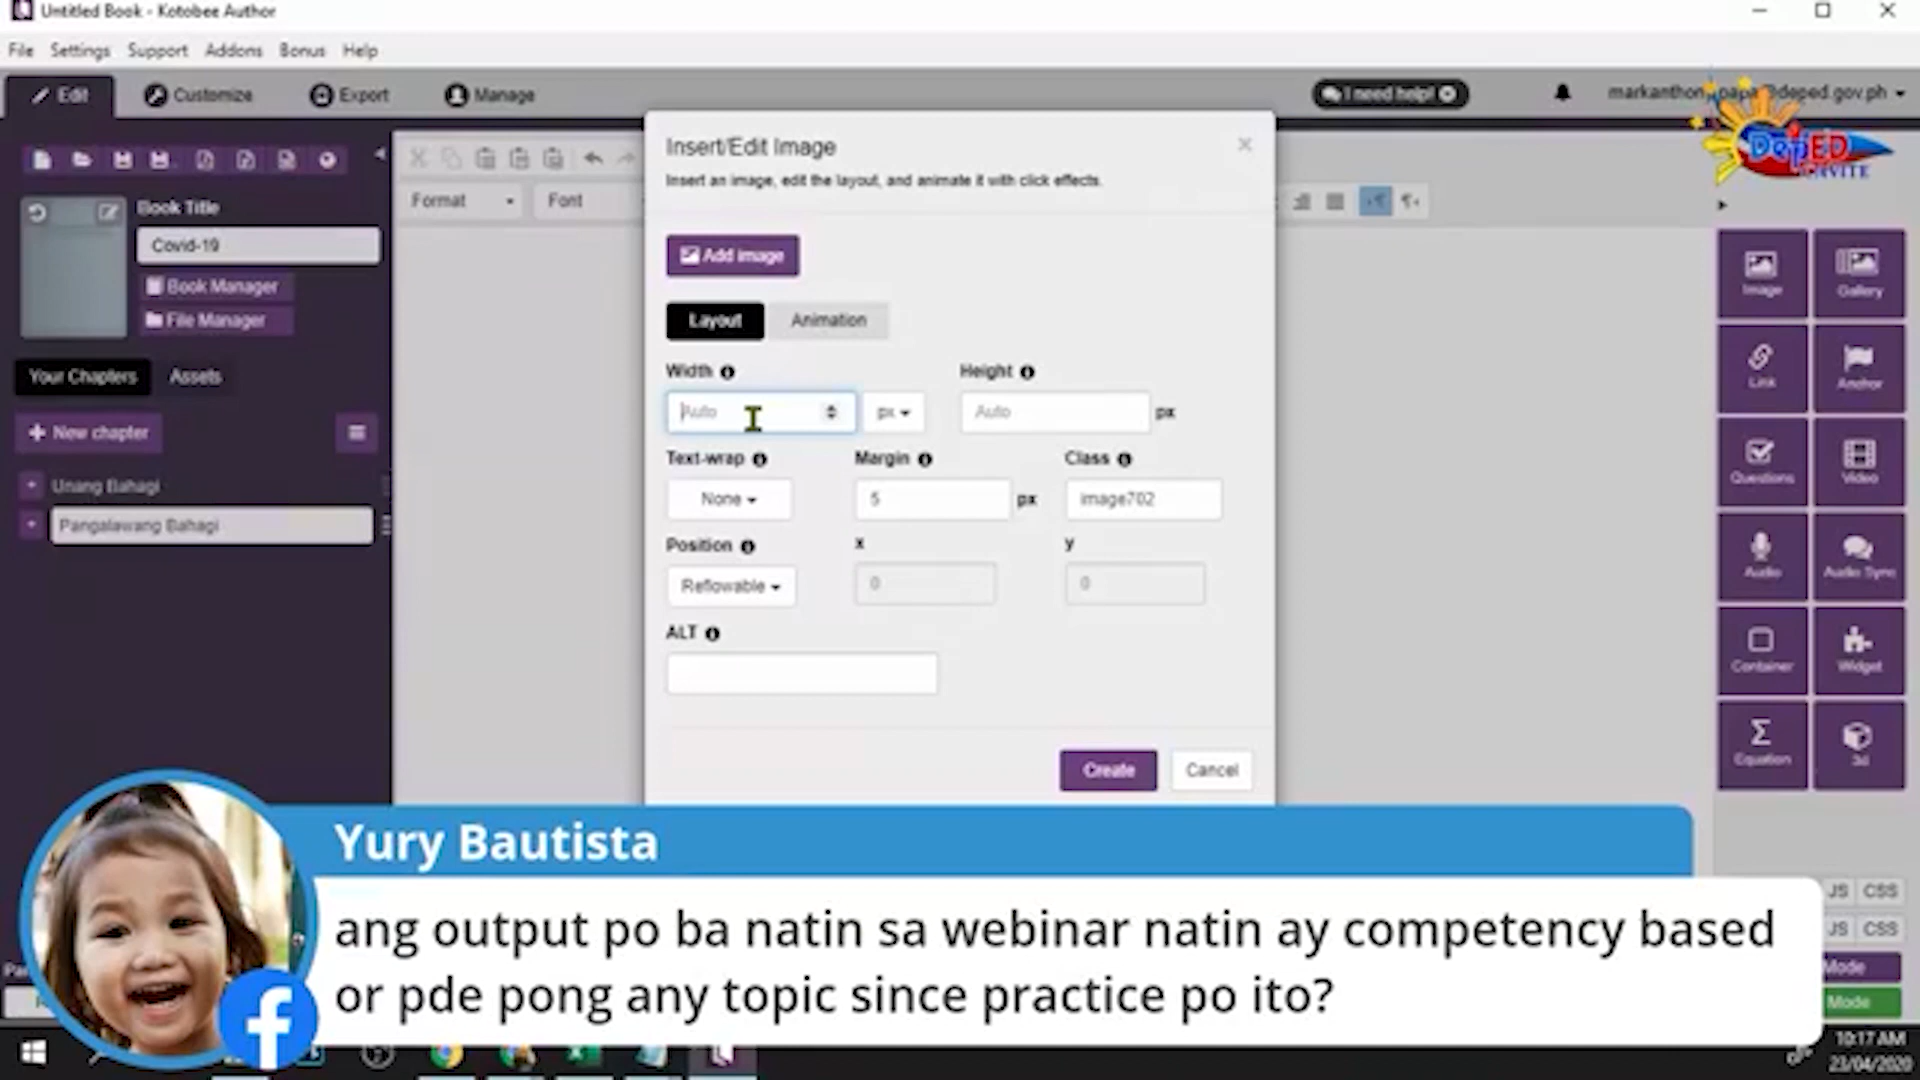 Untitled Book - Kotobee Author
File Settings Support Addons Bonus Help
Edit Customize Export Manage I need help!
DepED
Book Title
Covid-19
Book Manager
File Manager
Your Chapters Assets
New chapter
Unang Bahagi
Pangalawang Bahagi
Format Font
Insert/Edit Image
Insert an image, edit the layout, and animate it with click effects.
Add image
Layout Animation
Width Height
Auto px Auto px
Text-wrap Margin Class
None 5 px image702
Position x y
Reflowable 0 0
ALT
Create Cancel
Image Gallery
Link Anchor
Questions Video
Audio Audio Sync
Container Widget
Equation 3d
JS CSS
JS CSS
Mode
Mode
Yury Bautista
ang output po ba natin sa webinar natin ay competency based
or pde pong any topic since practice po ito?
10:17 AM
23/04/2020